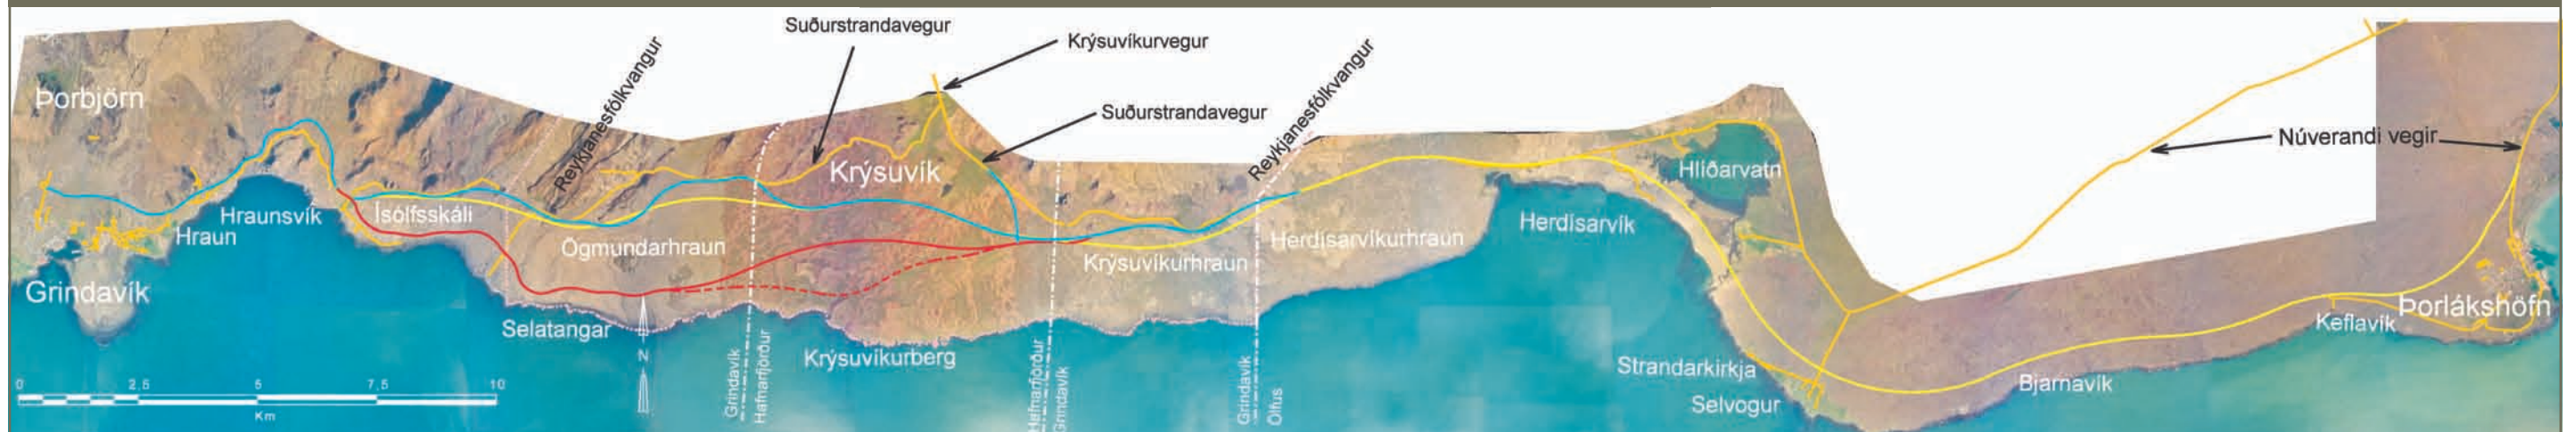 Suðurstrandavegur
Krýsuvíkurvegur
Suðurstrandavegur
Reykjanesfólkvangur
Reykjanesfólkvangur
Núverandi vegir
Þorbjörn
Krýsuvík
Hlíðarvatn
Hraunsvík
Ísólfsskáli
Hraun
Ögmundarhraun
Herdísarvík
Herdísarvíkurhraun
Krýsuvíkurhraun
Grindavík
Þorlákshöfn
Keflavík
Selatangar
Krýsuvíkurberg
Strandarkirkja
Selvogur
Bjarnavík
N
Grindavík
Hafnarfjörður
Hafnarfjörður
Grindavík
Grindavík
Ölfus
0 2,5 5 7,5 10
Km